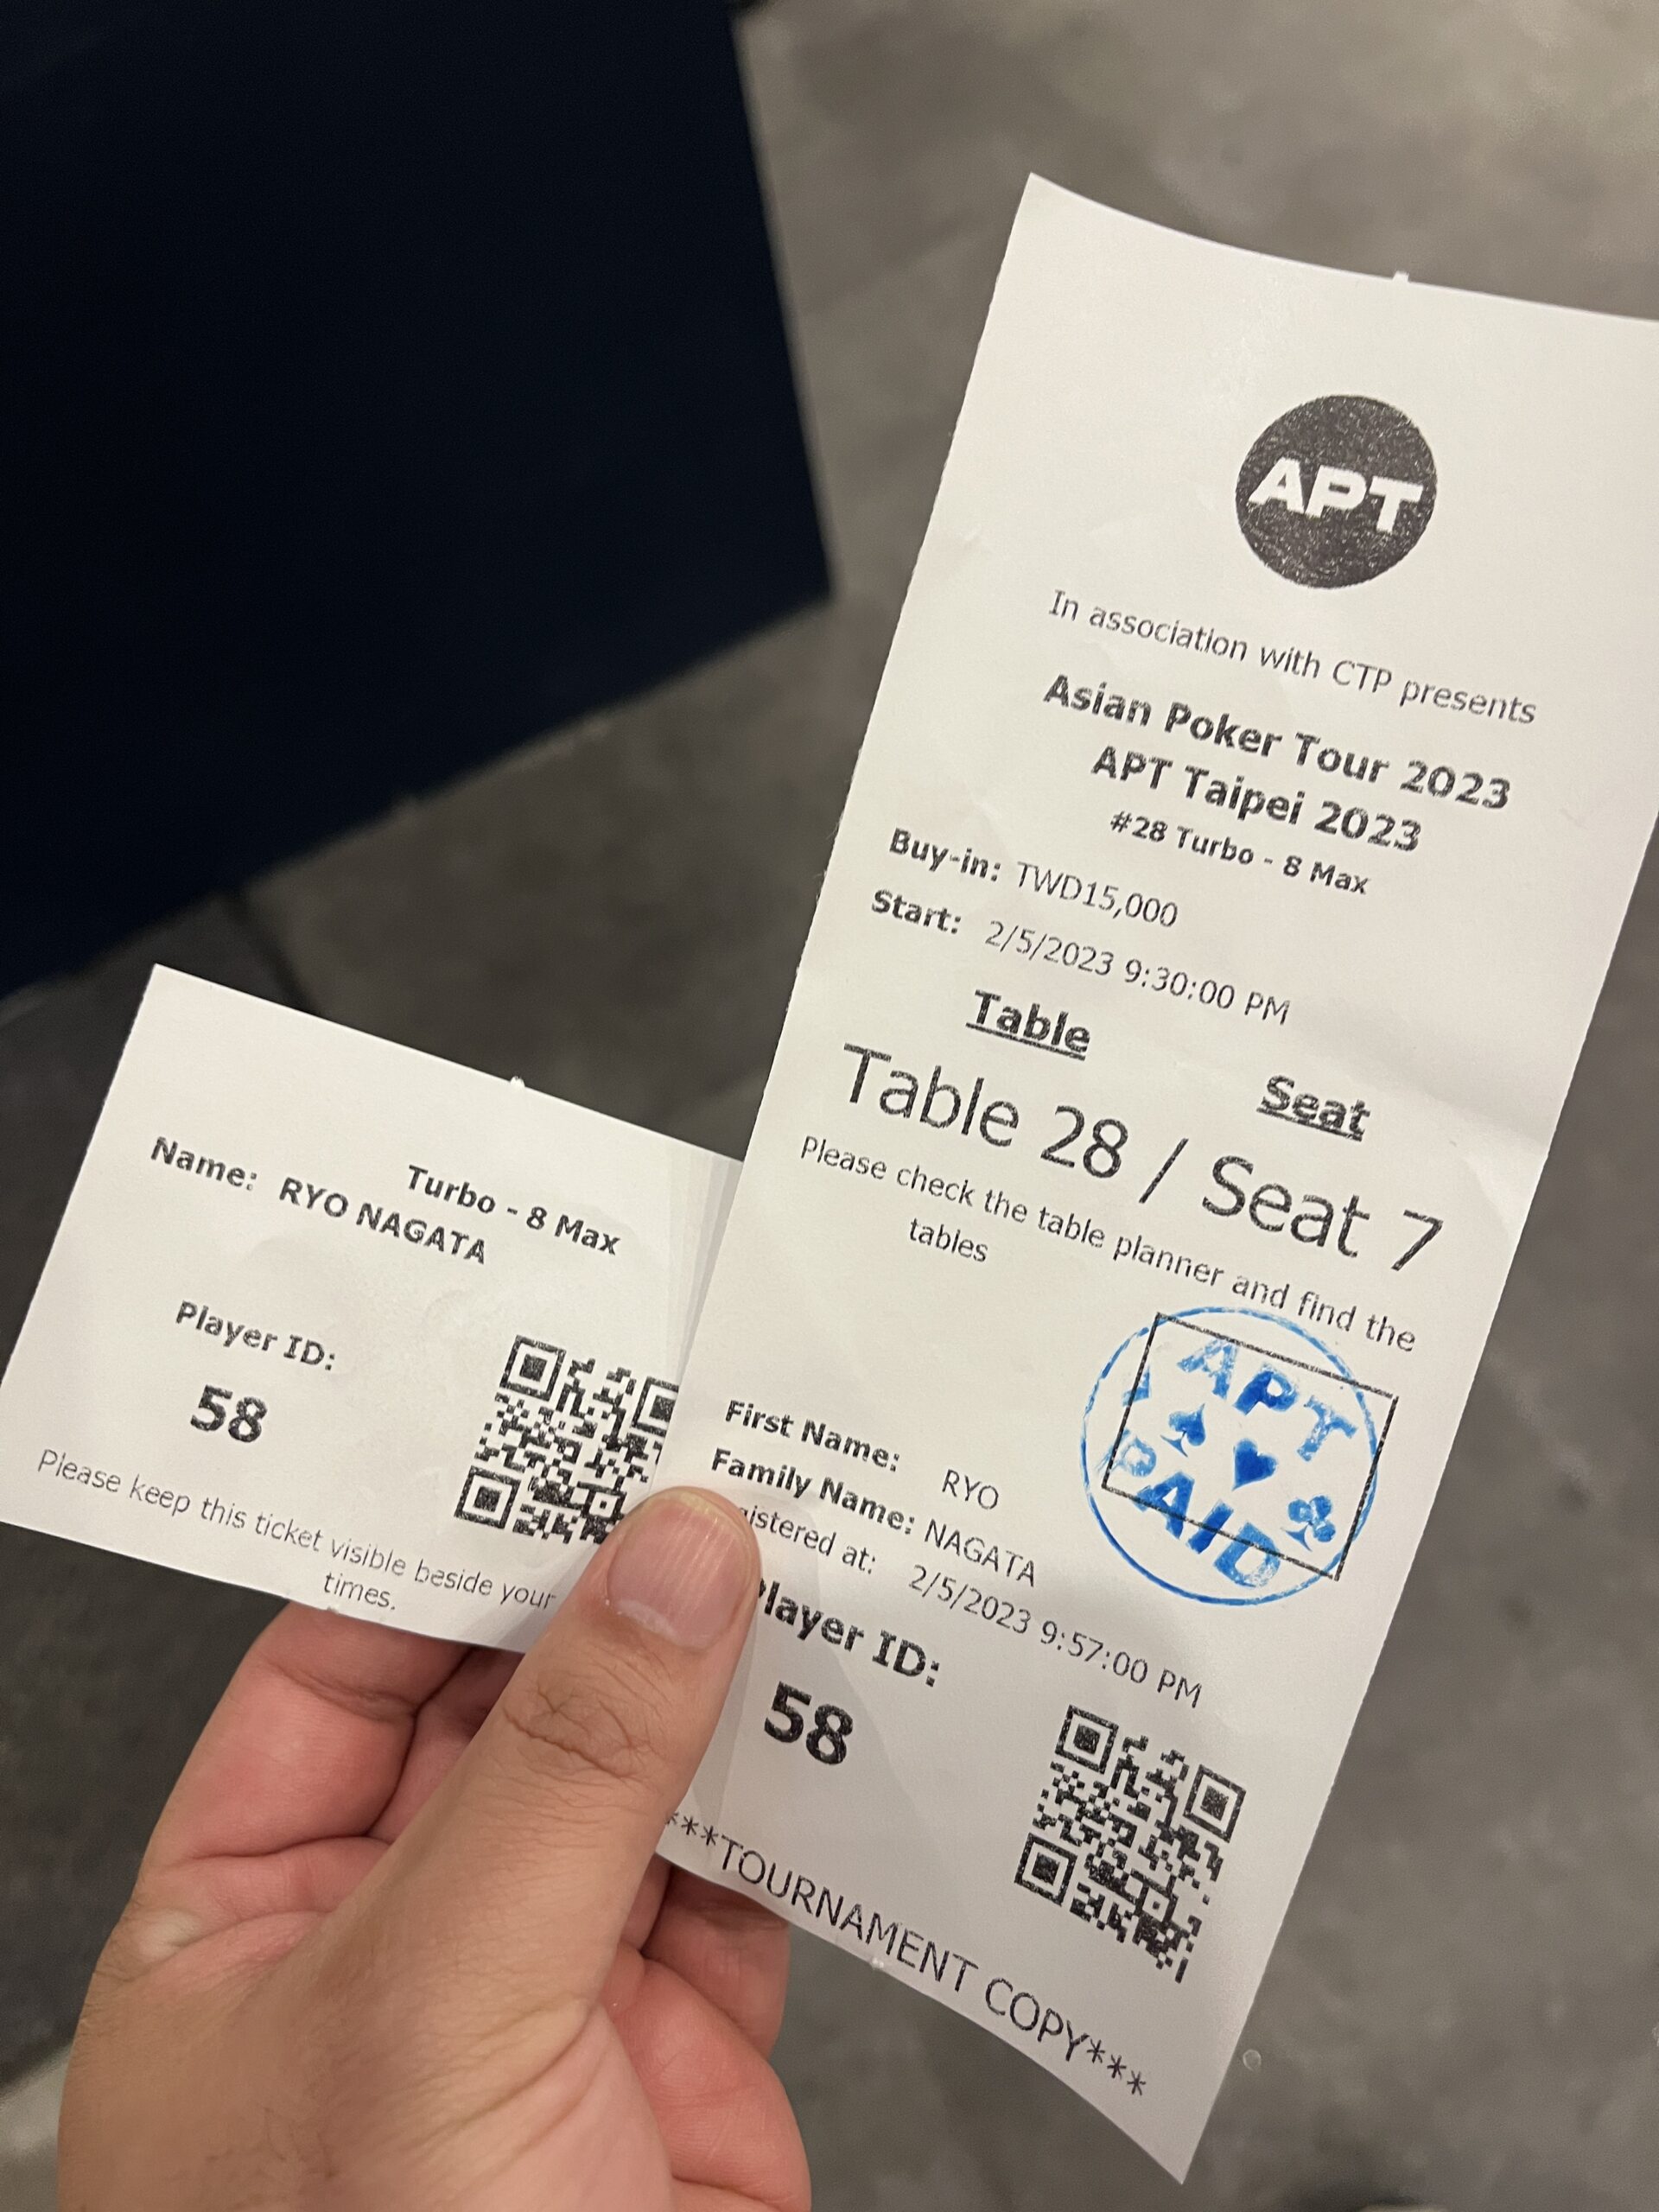 APT
In association with CTP presents
Asian Poker Tour 2023
APT Taipei 2023
#28 Turbo - 8 Max
Buy-in: TWD15,000
Start: 2/5/2023 9:30:00 PM
Table Seat
Table 28 / Seat 7
Please check the table planner and find the
tables
APT
PAID
First Name: RYO
Family Name: NAGATA
gistered at: 2/5/2023 9:57:00 PM
Player ID:
58
***TOURNAMENT COPY***
Turbo - 8 Max
Name: RYO NAGATA
Player ID:
58
Please keep this ticket visible beside your
times.